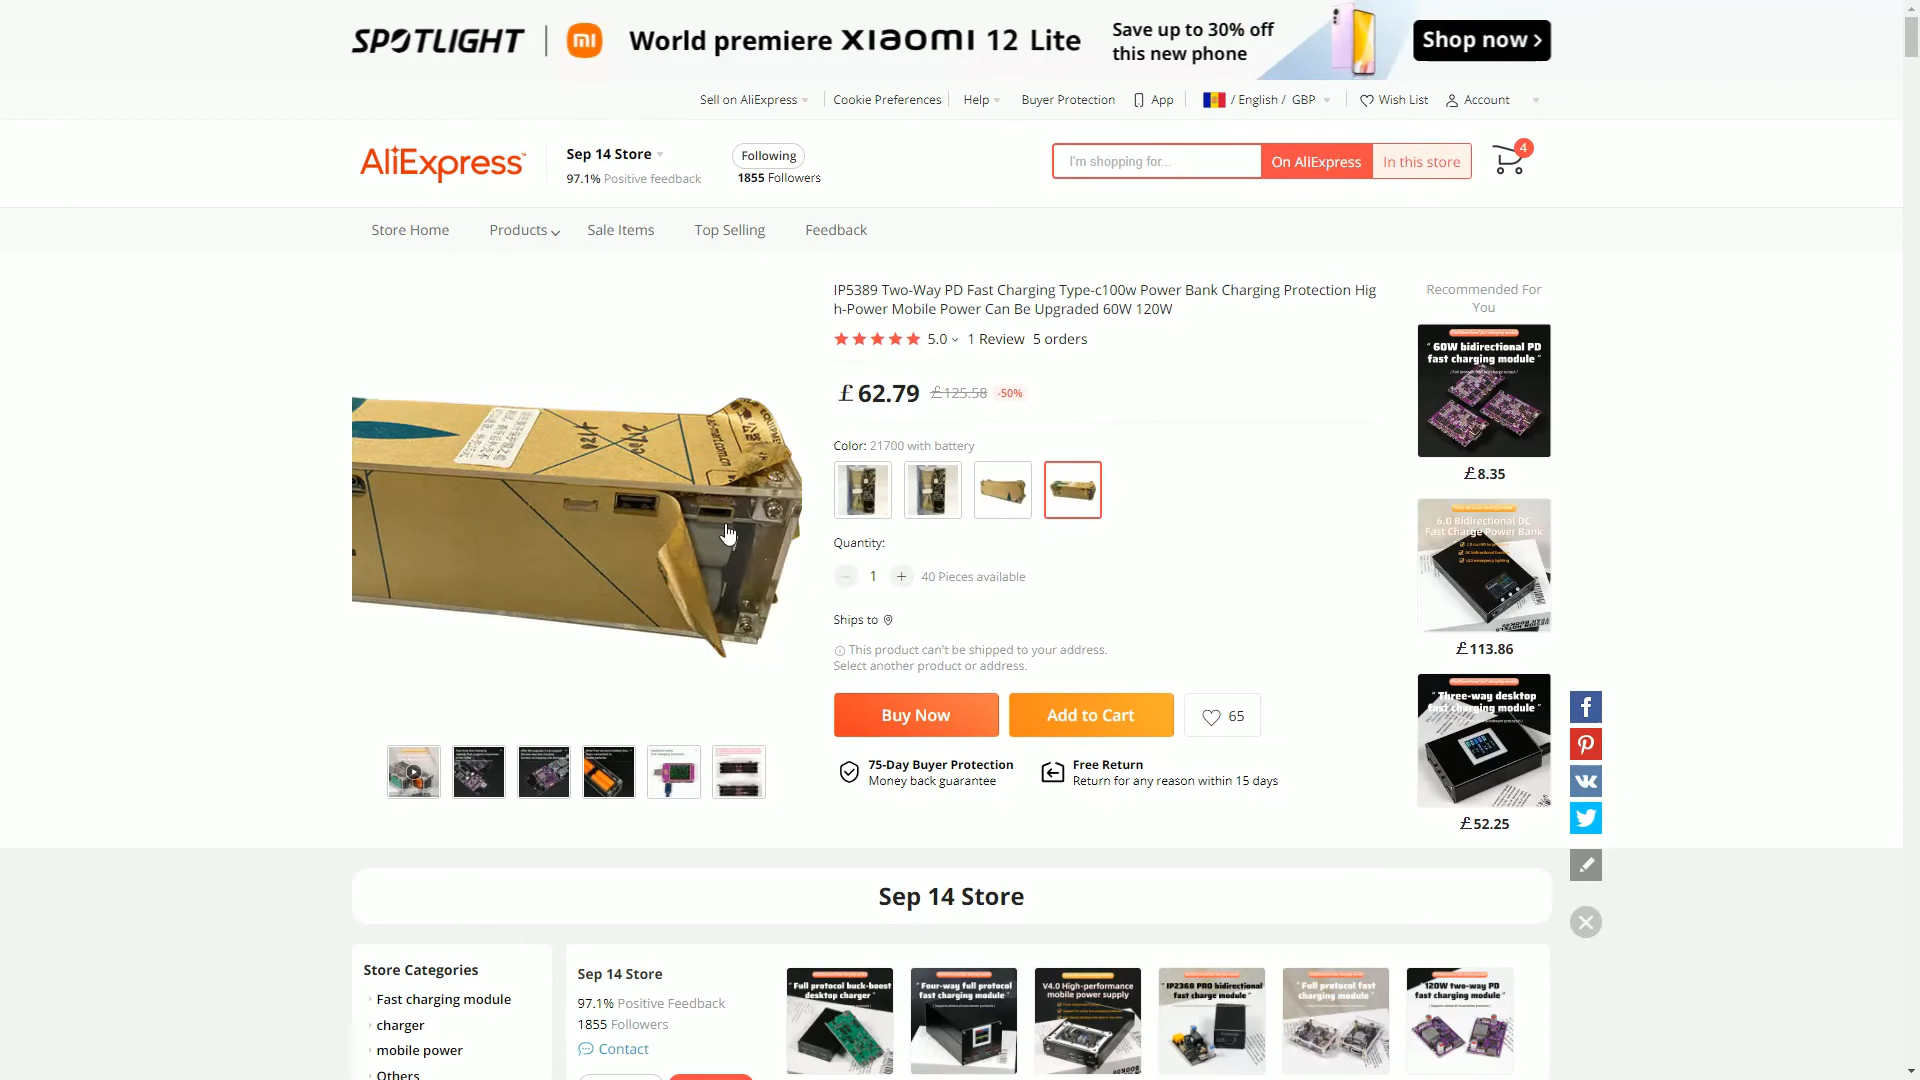 SPOTLIGHT
mi
World premiere xiaomi 12 Lite
Save up to 30% off
this new phone
Shop now
Sell on AliExpress
Cookie Preferences
Help
Buyer Protection
App
/ English / GBP
Wish List
Account
AliExpress
Sep 14 Store
97.1% Positive feedback
Following
1855 Followers
I'm shopping for...
On AliExpress
In this store
4
Store Home
Products
Sale Items
Top Selling
Feedback
IP5389 Two-Way PD Fast Charging Type-c100w Power Bank Charging Protection Hig
h-Power Mobile Power Can Be Upgraded 60W 120W
5.0
1 Review
5 orders
£62.79
£125.58
-50%
Color: 21700 with battery
Quantity:
1
40 Pieces available
Ships to
This product can't be shipped to your address.
Select another product or address.
Buy Now
Add to Cart
65
75-Day Buyer Protection
Money back guarantee
Free Return
Return for any reason within 15 days
Recommended For
You
"60W bidirectional PD
fast charging module"
£8.35
6.0 Bidirectional DC
Fast Charge Power Bank
£113.86
"Three-way desktop
fast charging module"
£52.25
Sep 14 Store
Store Categories
Fast charging module
charger
mobile power
Others
Sep 14 Store
97.1% Positive Feedback
1855 Followers
Contact
"Full protocol buck-boost
desktop charger"
"Four-way full protocol
fast charging module"
V4.0 High-performance
mobile power supply
"IP2368 PRO bidirectional
fast charge module"
"Full protocol fast
charging module"
"120W two-way PD
fast charging module"